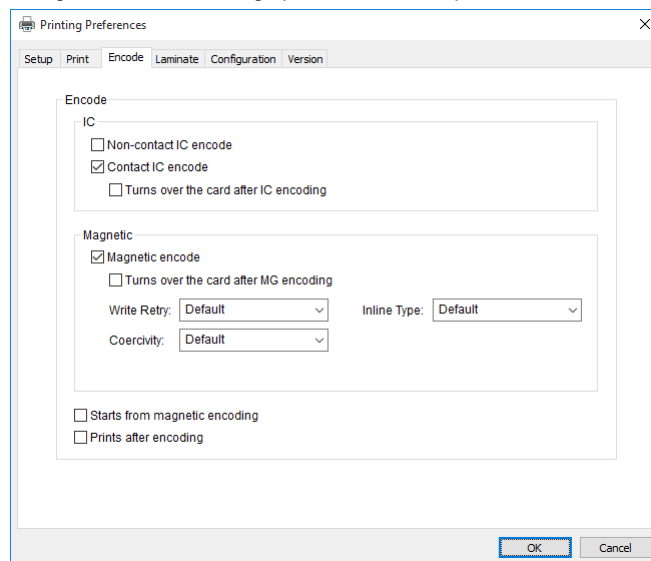 Printing Preferences
Setup Print Encode Laminate Configuration Version
Encode
IC
Non-contact IC encode
Contact IC encode
Turns over the card after IC encoding
Magnetic
Magnetic encode
Turns over the card after MG encoding
Write Retry: Default Inline Type: Default
Coercivity: Default
Starts from magnetic encoding
Prints after encoding
OK Cancel